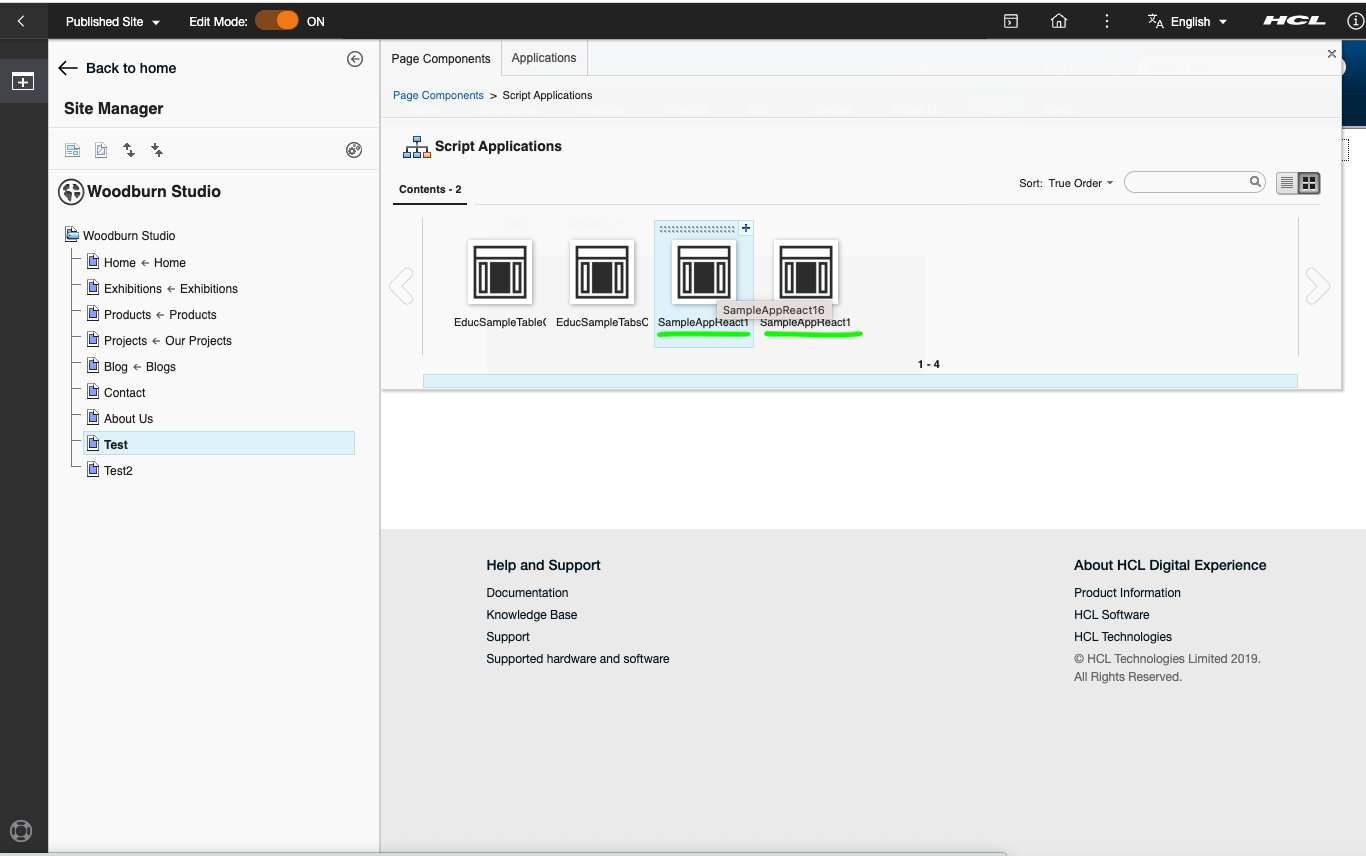 Published Site
Edit Mode: ON
English
HCL
Back to home
Site Manager
Woodburn Studio
Woodburn Studio
Home ← Home
Exhibitions ← Exhibitions
Products ← Products
Projects ← Our Projects
Blog ← Blogs
Contact
About Us
Test
Test2
Page Components
Applications
Page Components > Script Applications
Script Applications
Contents - 2
Sort: True Order
EducSampleTable
EducSampleTabs
SampleAppReact1
SampleAppReact1
SampleAppReact16
1 - 4
Help and Support
Documentation
Knowledge Base
Support
Supported hardware and software
About HCL Digital Experience
Product Information
HCL Software
HCL Technologies
© HCL Technologies Limited 2019.
All Rights Reserved.